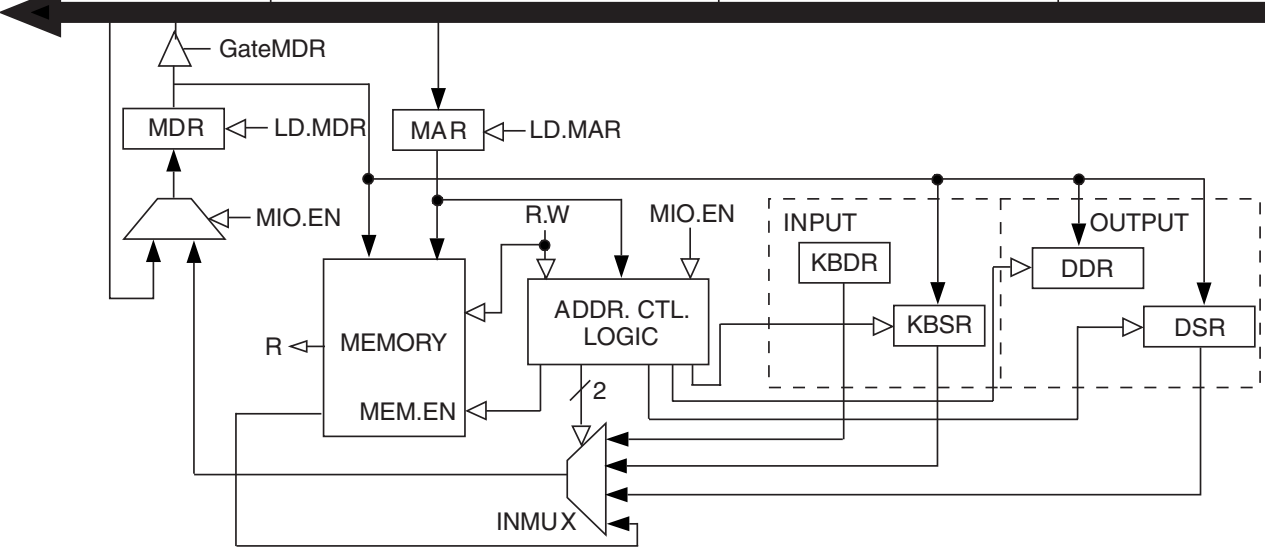 GateMDR
MDR
LD.MDR
MAR
LD.MAR
MIO.EN
R.W
MIO.EN
INPUT
OUTPUT
KBDR
DDR
ADDR. CTL.
LOGIC
KBSR
DSR
R
MEMORY
2
MEM.EN
INMUX